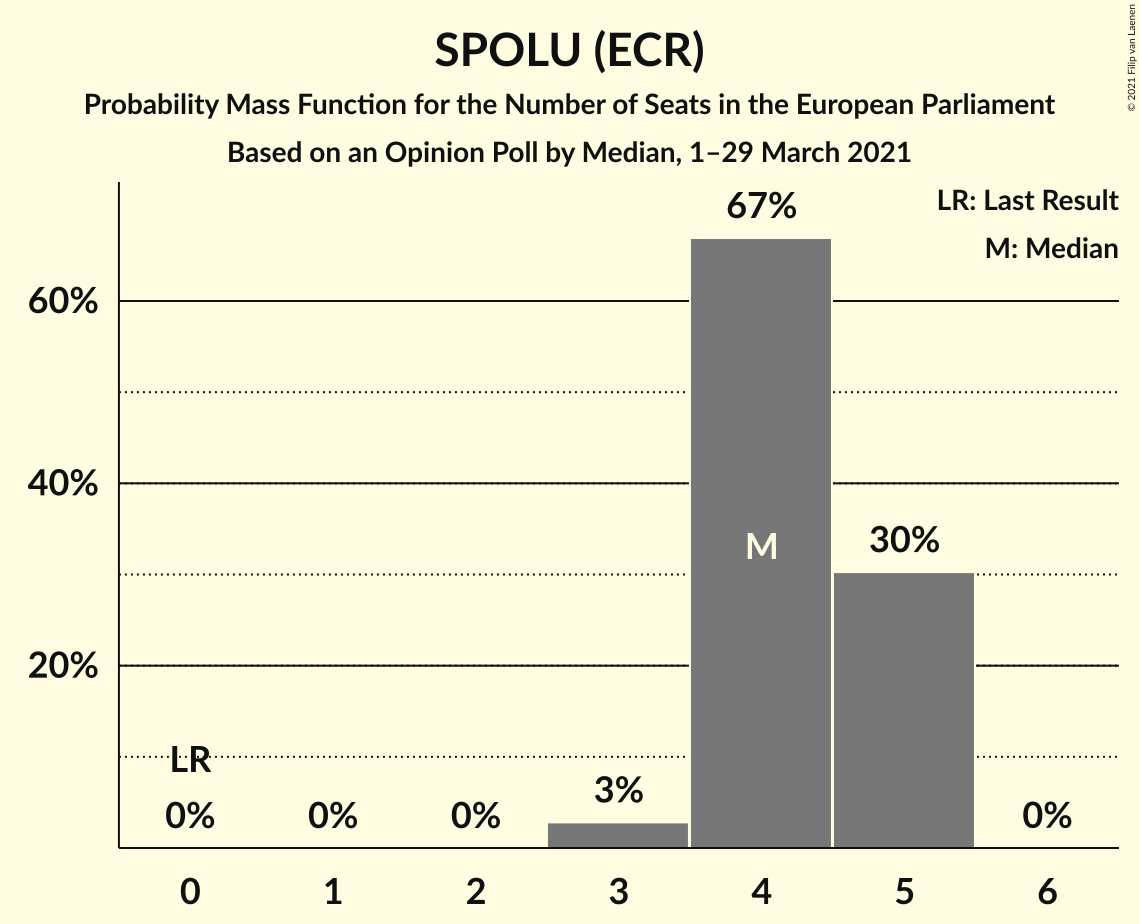 SPOLU (ECR)
Probability Mass Function for the Number of Seats in the European Parliament
Based on an Opinion Poll by Median, 1–29 March 2021
© 2021 Filip van Laenen
LR: Last Result
M: Median
67%
60%
40%
M
30%
20%
LR
0%
0%
0%
3%
0%
0
1
2
3
4
5
6